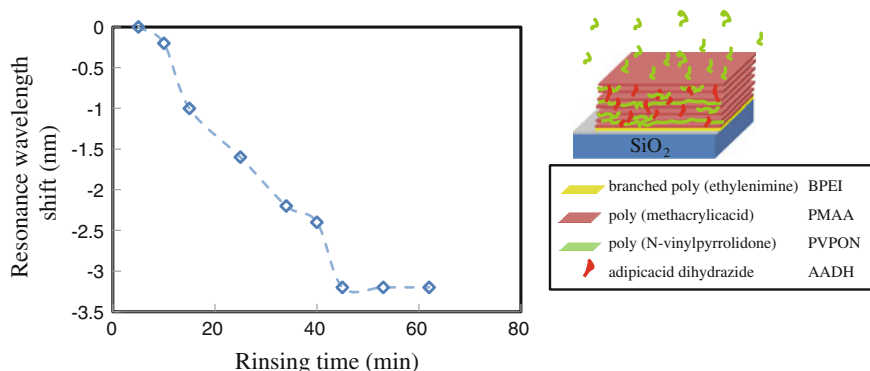 Resonance wavelength
shift (nm)
0
-0.5
-1
-1.5
-2
-2.5
-3
-3.5
0
20
40
60
80
Rinsing time (min)
SiO2
branched poly (ethylenimine) BPEI
poly (methacrylicacid) PMAA
poly (N-vinylpyrrolidone) PVPON
adipicacid dihydrazide AADH